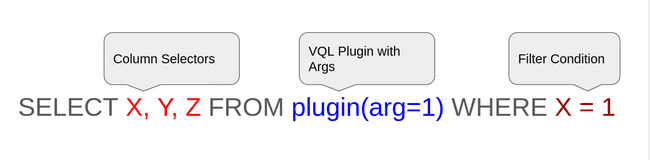 Column Selectors
VQL Plugin with
Args
Filter Condition
SELECT X, Y, Z FROM plugin(arg=1) WHERE X = 1